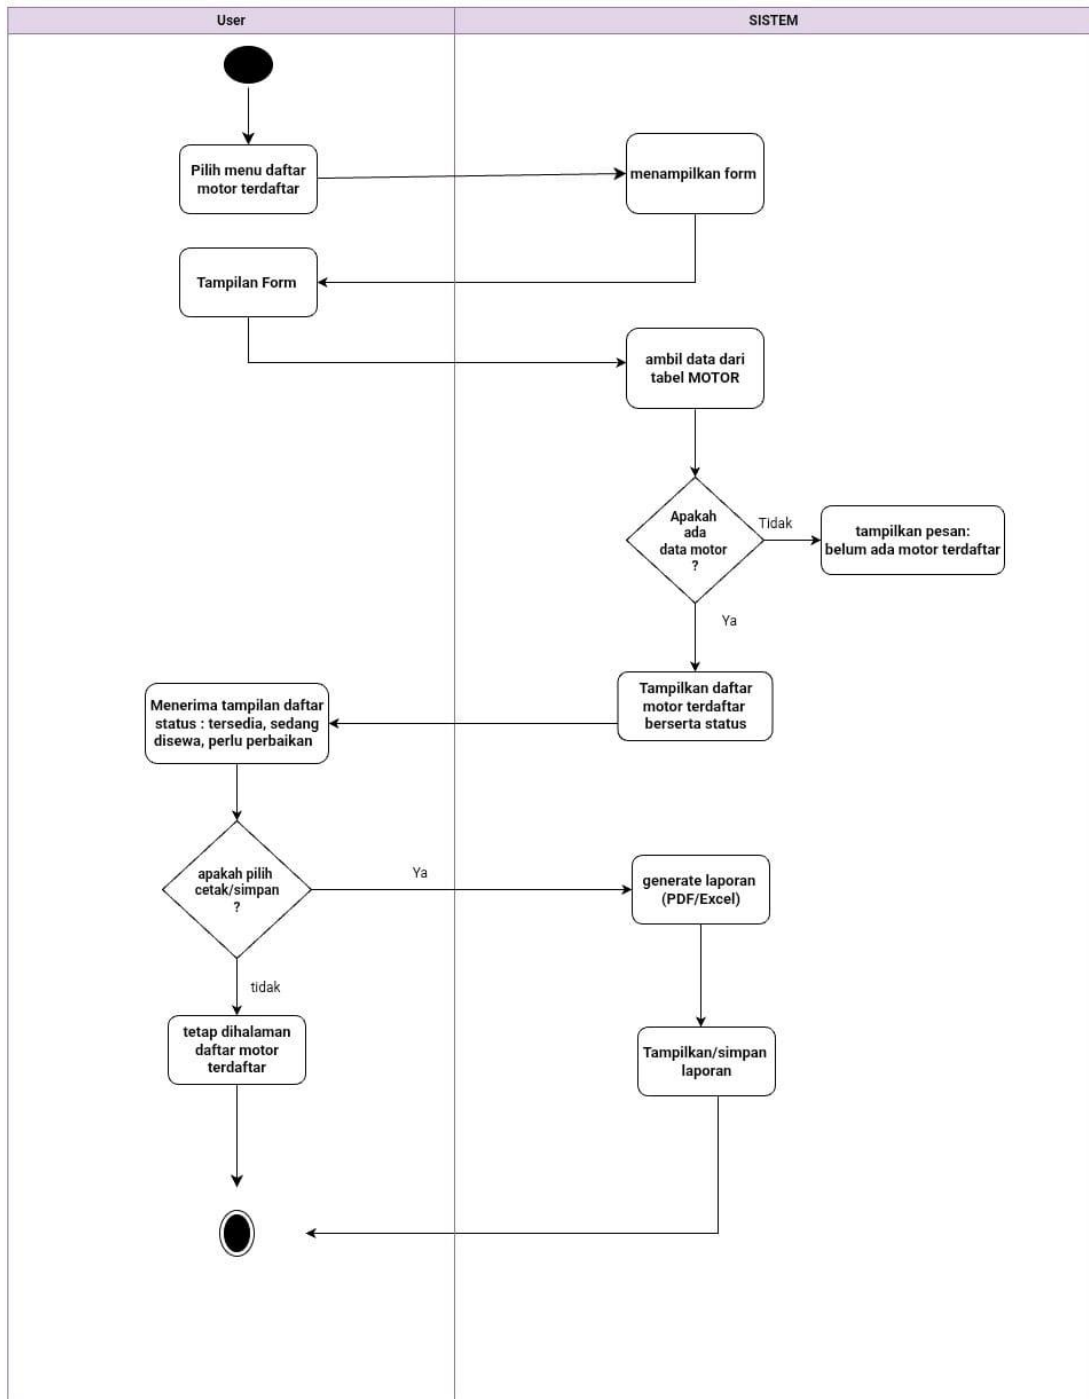 User
SISTEM
Pilih menu daftar
motor terdaftar
menampilkan form
Tampilan Form
ambil data dari
tabel MOTOR
Apakah
ada
data motor
?
Tidak
tampilkan pesan:
belum ada motor terdaftar
Ya
Tampilkan daftar
motor terdaftar
berserta status
Menerima tampilan daftar
status : tersedia, sedang
disewa, perlu perbaikan
apakah pilih
cetak/simpan
?
Ya
generate laporan
(PDF/Excel)
tidak
tetap dihalaman
daftar motor
terdaftar
Tampilkan/simpan
laporan